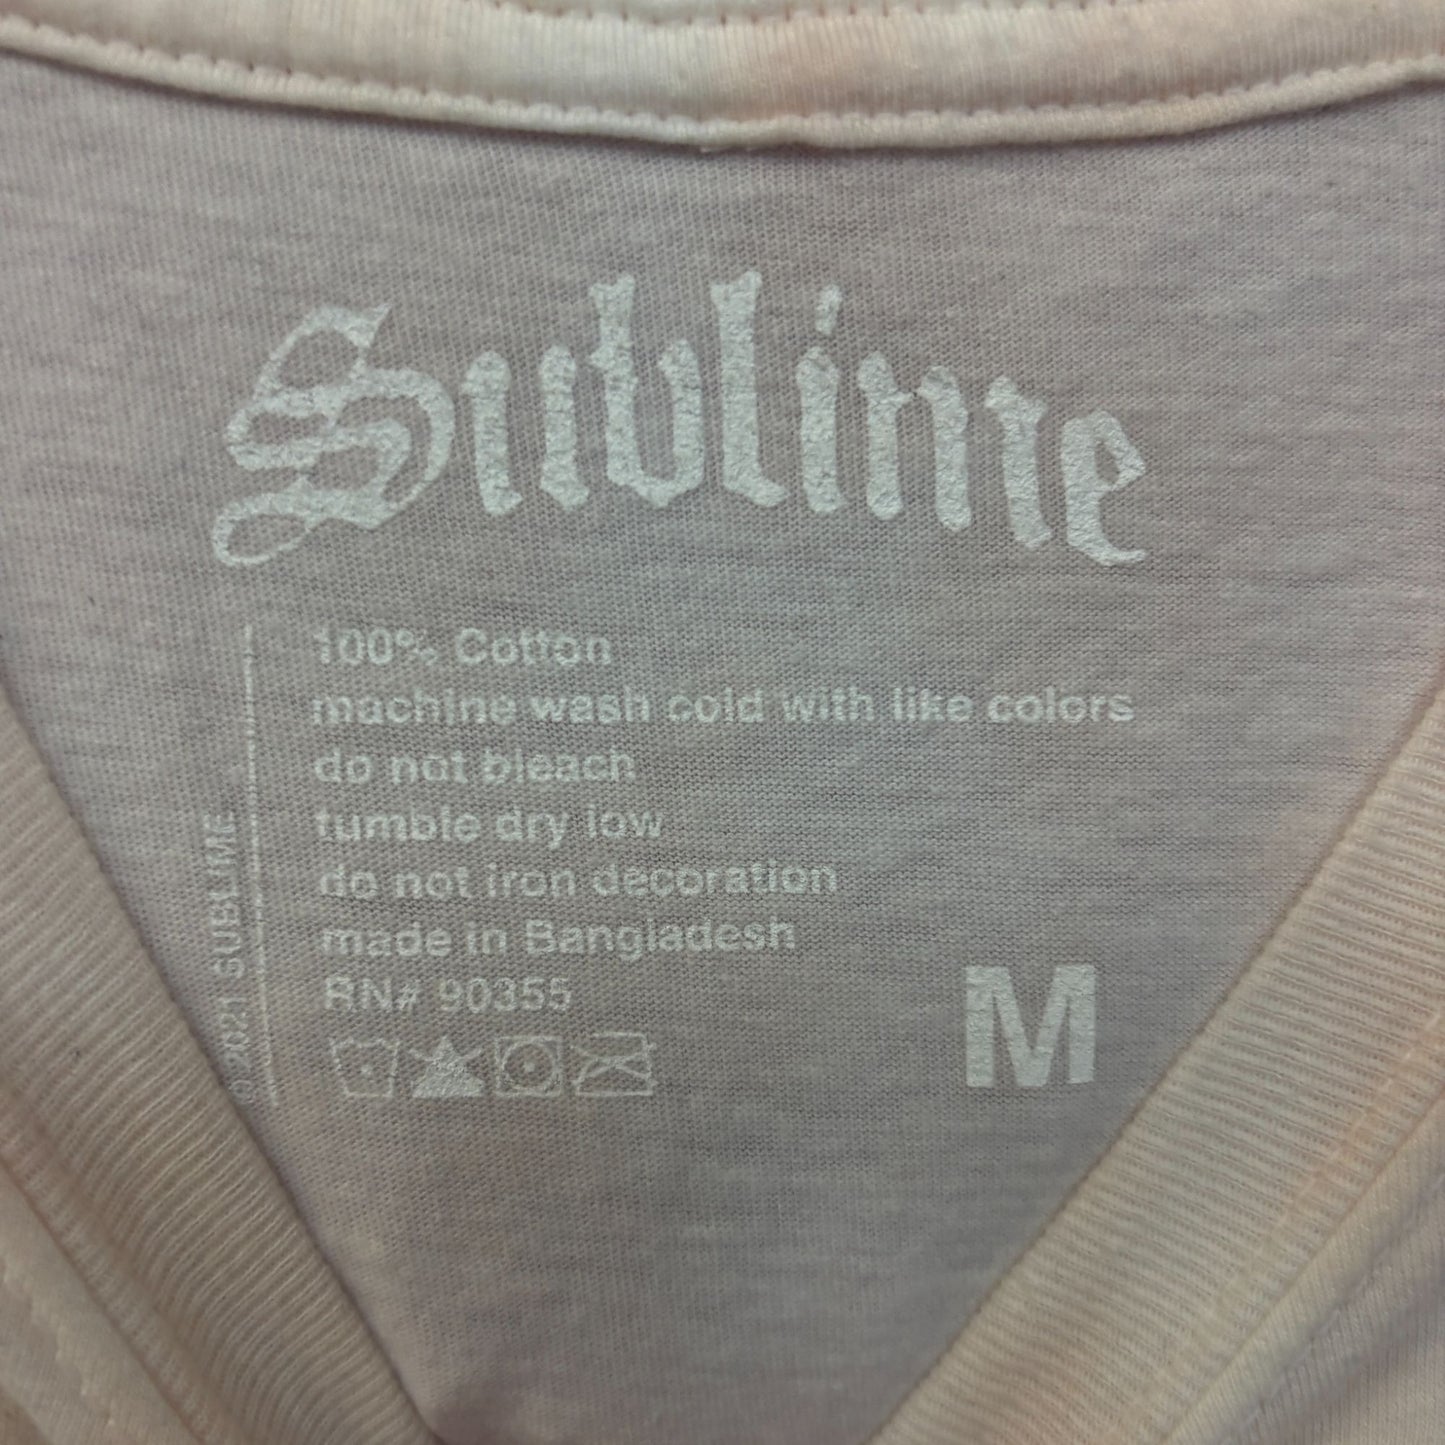 Sublime
100% Cotton
machine wash cold with like colors
do not bleach
tumble dry low
do not iron decoration
made in Bangladesh
RN# 90355
M
© 2021 SUBLIME